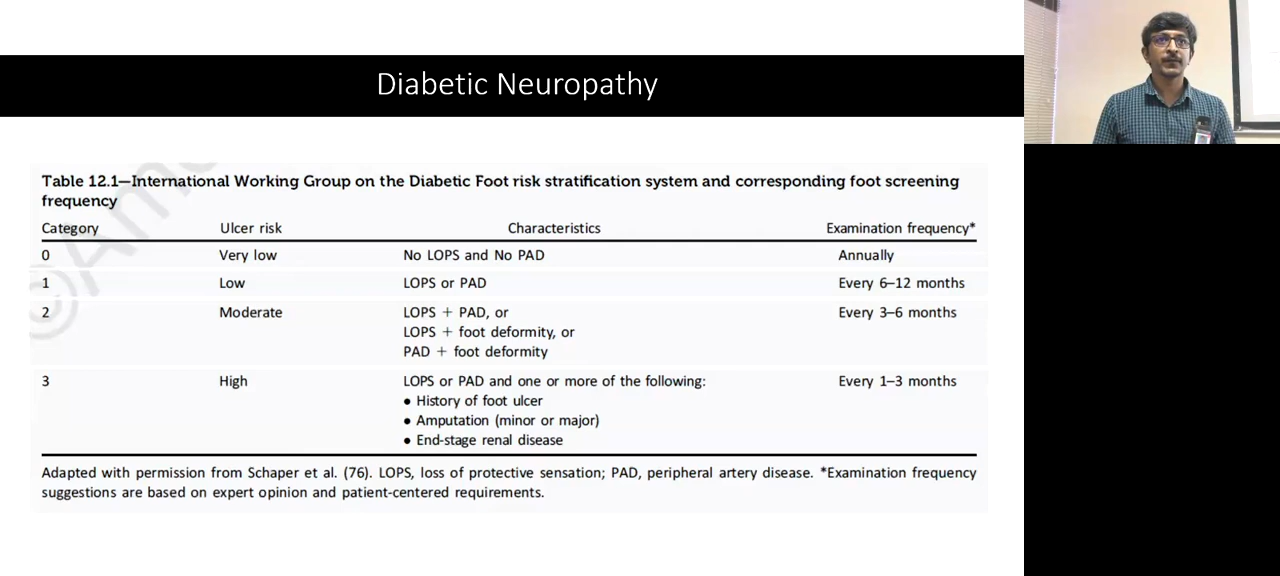 Diabetic Neuropathy
Table 12.1—International Working Group on the Diabetic Foot risk stratification system and corresponding foot screening
frequency
Category Ulcer risk Characteristics Examination frequency*
0 Very low No LOPS and No PAD Annually
1 Low LOPS or PAD Every 6–12 months
2 Moderate LOPS + PAD, or Every 3–6 months
LOPS + foot deformity, or
PAD + foot deformity
3 High LOPS or PAD and one or more of the following: Every 1–3 months
● History of foot ulcer
● Amputation (minor or major)
● End-stage renal disease
Adapted with permission from Schaper et al. (76). LOPS, loss of protective sensation; PAD, peripheral artery disease. *Examination frequency
suggestions are based on expert opinion and patient-centered requirements.